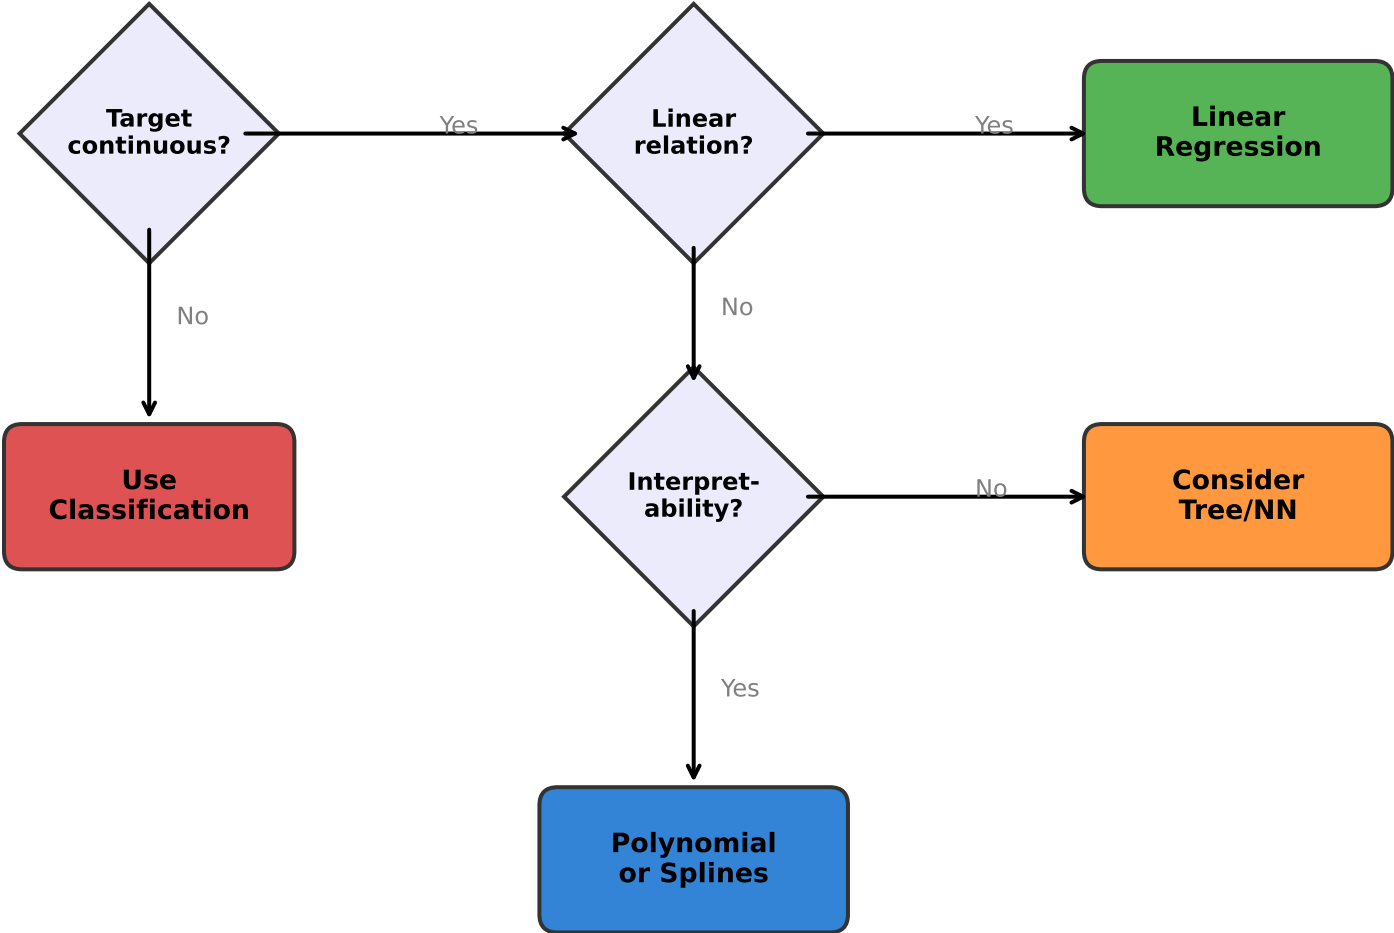 Target
continuous?
Yes
Linear
relation?
Yes
Linear
Regression
No
No
Use
Classification
Interpret-
ability?
No
Consider
Tree/NN
Yes
Polynomial
or Splines